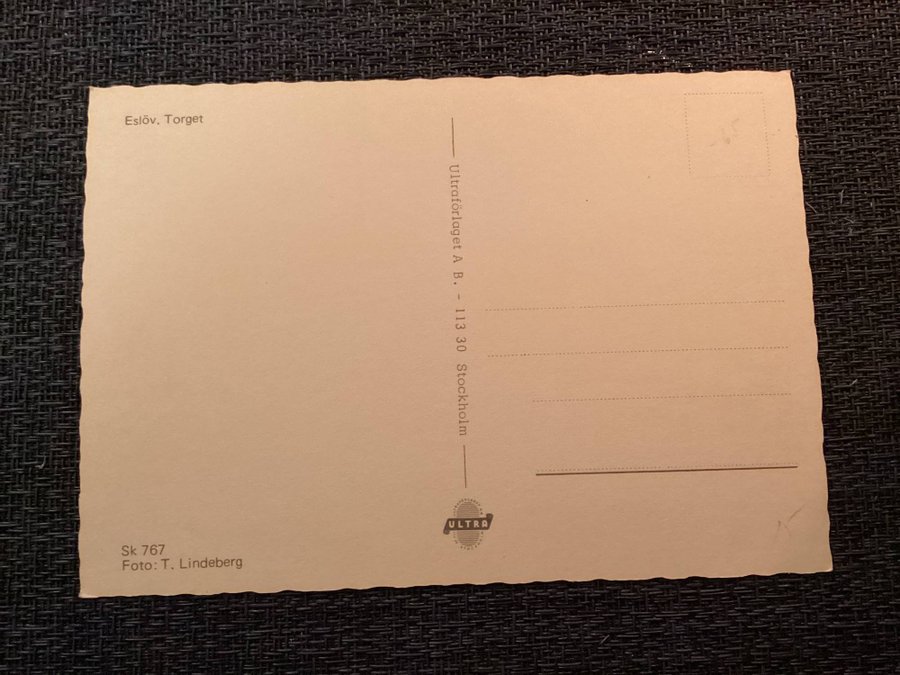 Eslöv, Torget
Ultraförlaget A B. - 113 30 Stockholm
ULTRA
Sk 767
Foto: T. Lindeberg